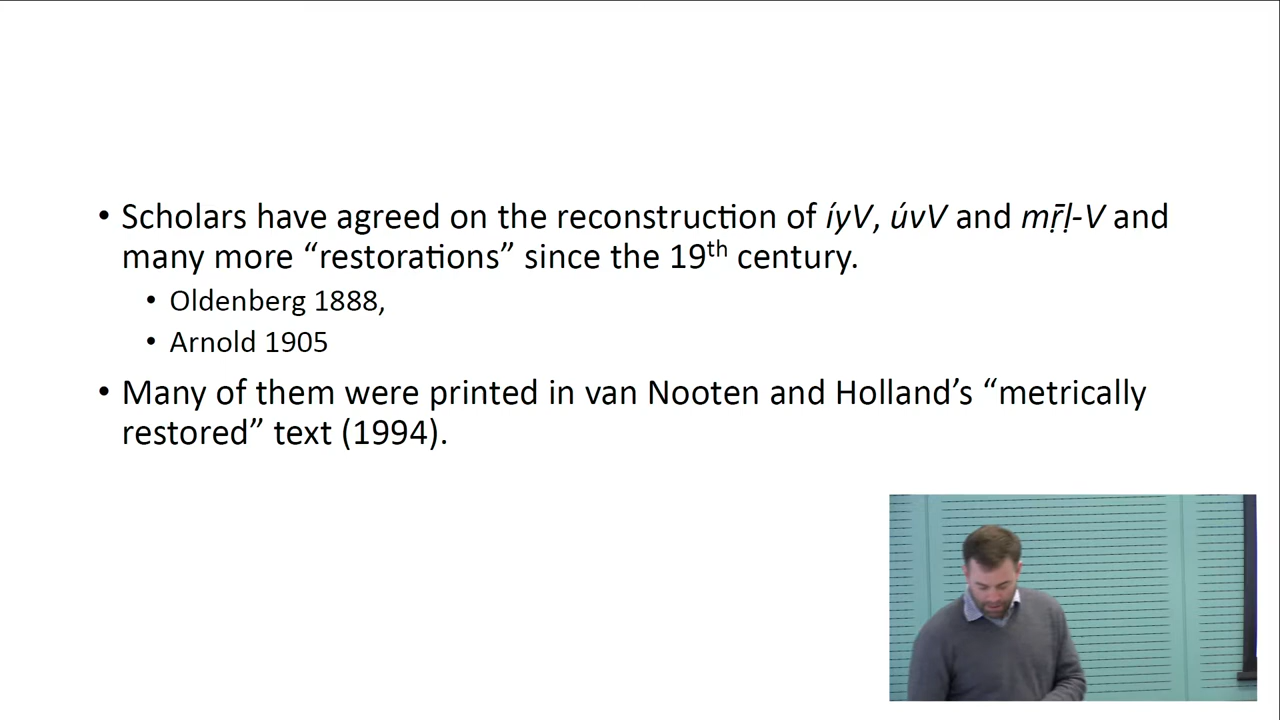 • Scholars have agreed on the reconstruction of íyV, úvV and mṝḷ-V and
many more “restorations” since the 19th century.
• Oldenberg 1888,
• Arnold 1905
• Many of them were printed in van Nooten and Holland’s “metrically
restored” text (1994).